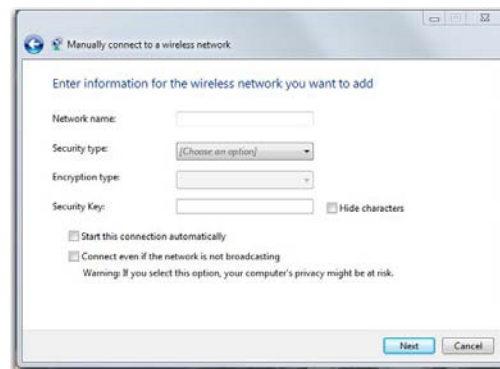 Manually connect to a wireless network
Enter information for the wireless network you want to add
Network name:
Security type: [Choose an option]
Encryption type:
Security Key: Hide characters
Start this connection automatically
Connect even if the network is not broadcasting
Warning: If you select this option, your computer's privacy might be at risk.
Next Cancel